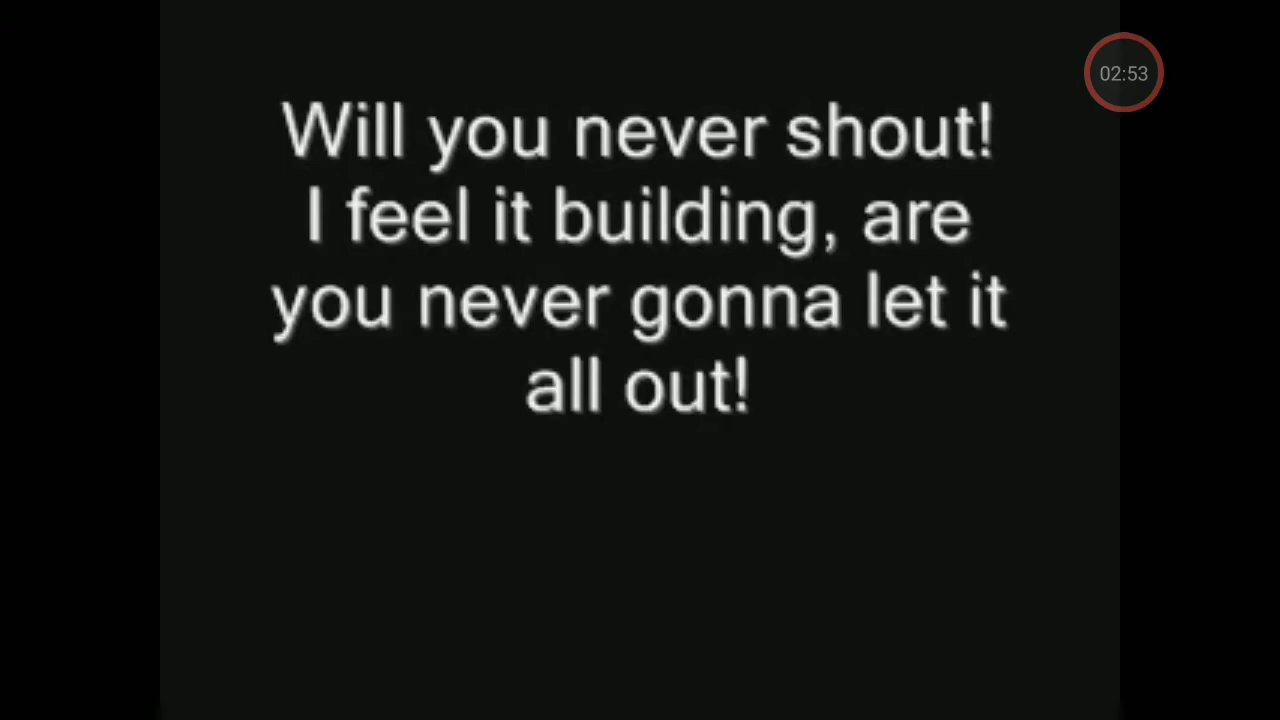 02:53
Will you never shout!
I feel it building, are
you never gonna let it
all out!